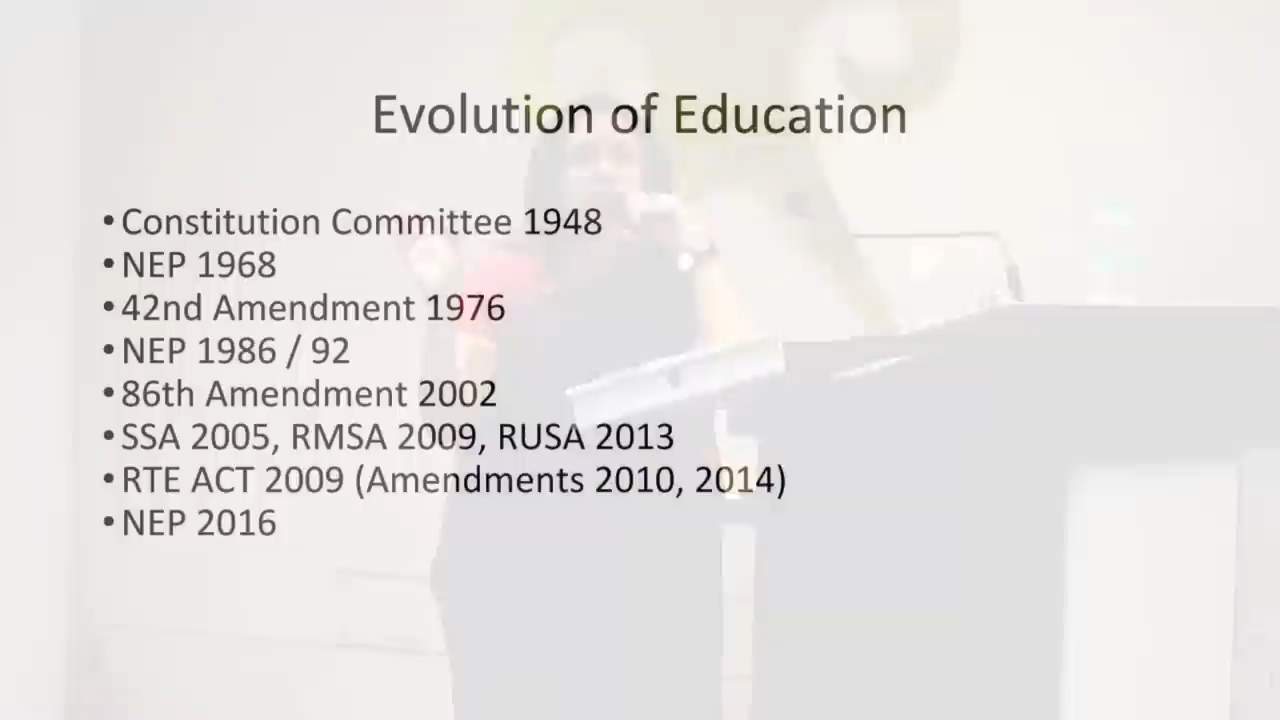 Evolution of Education
• Constitution Committee 1948
• NEP 1968
• 42nd Amendment 1976
• NEP 1986 / 92
• 86th Amendment 2002
• SSA 2005, RMSA 2009, RUSA 2013
• RTE ACT 2009 (Amendments 2010, 2014)
• NEP 2016